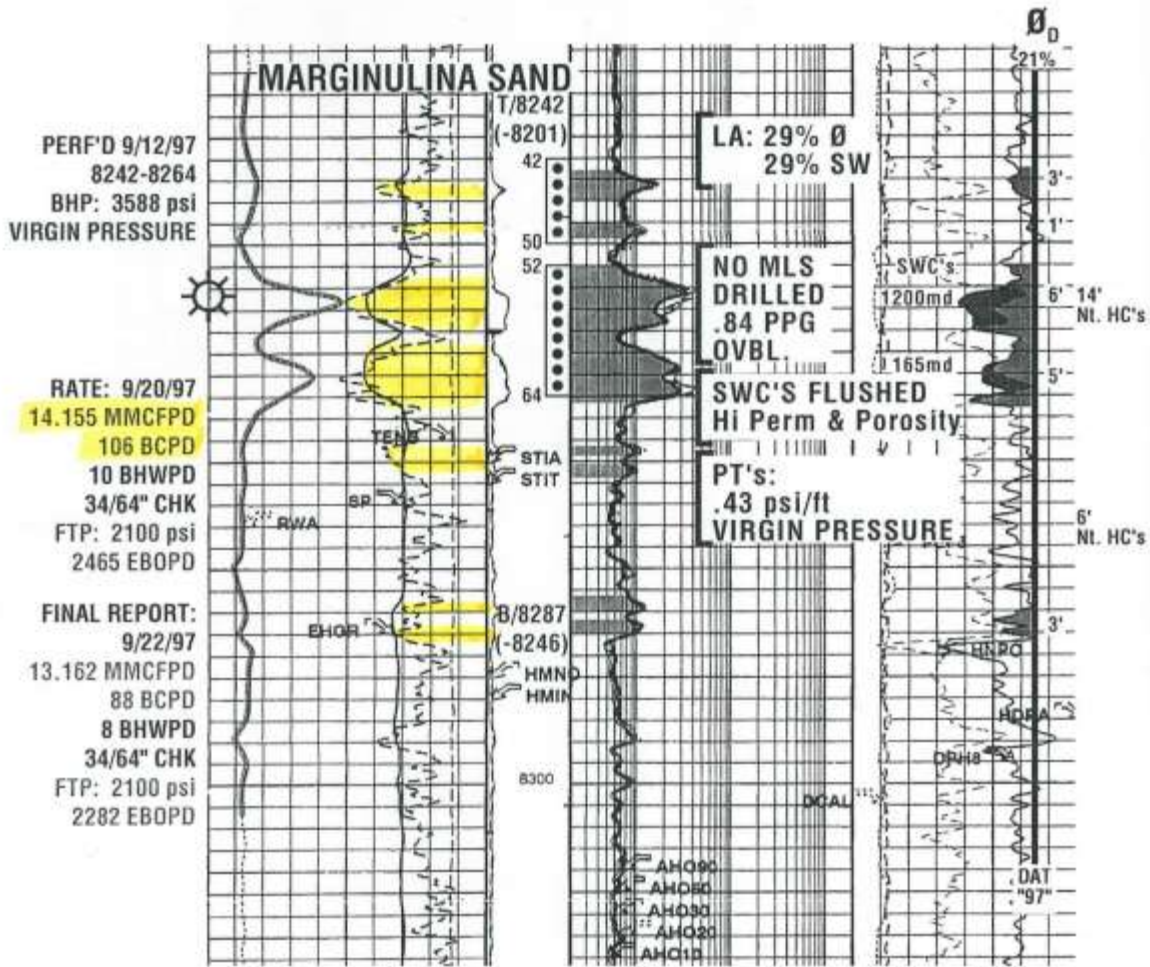 Ø D
21%
MARGINULINA SAND
T/8242
(-8201)
PERF'D 9/12/97
8242-8264
BHP: 3588 psi
VIRGIN PRESSURE
42
50
52
64
LA: 29% Ø
29% SW
3'
1'
NO MLS
DRILLED
.84 PPG
OVBL.
SWC's
1200md
6'
14'
Nt. HC's
165md
5'
SWC'S FLUSHED
Hi Perm & Porosity
RATE: 9/20/97
14.155 MMCFPD
106 BCPD
10 BHWPD
34/64" CHK
FTP: 2100 psi
2465 EBOPD
TENS
STIA
STIT
SP
RWA
PT's:
.43 psi/ft
VIRGIN PRESSURE
6'
Nt. HC's
FINAL REPORT:
9/22/97
13.162 MMCFPD
88 BCPD
8 BHWPD
34/64" CHK
FTP: 2100 psi
2282 EBOPD
EHGR
B/8287
(-8246)
HMNO
HMIN
3'
HNPO
HDRA
8300
DCAL
AHO90
AHO60
AHO30
AHO20
AHO10
DAT
"97"